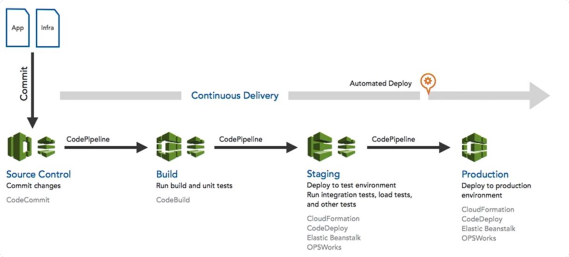 App Infra
Commit
Continuous Delivery
Automated Deploy
CodePipeline
CodePipeline
CodePipeline
Source Control
Commit changes
CodeCommit
Build
Run build and unit tests
CodeBuild
Staging
Deploy to test environment
Run integration tests, load tests,
and other tests
CloudFormation
CodeDeploy
Elastic Beanstalk
OPSWorks
Production
Deploy to production
environment
CloudFormation
CodeDeploy
Elastic Beanstalk
OPSWorks